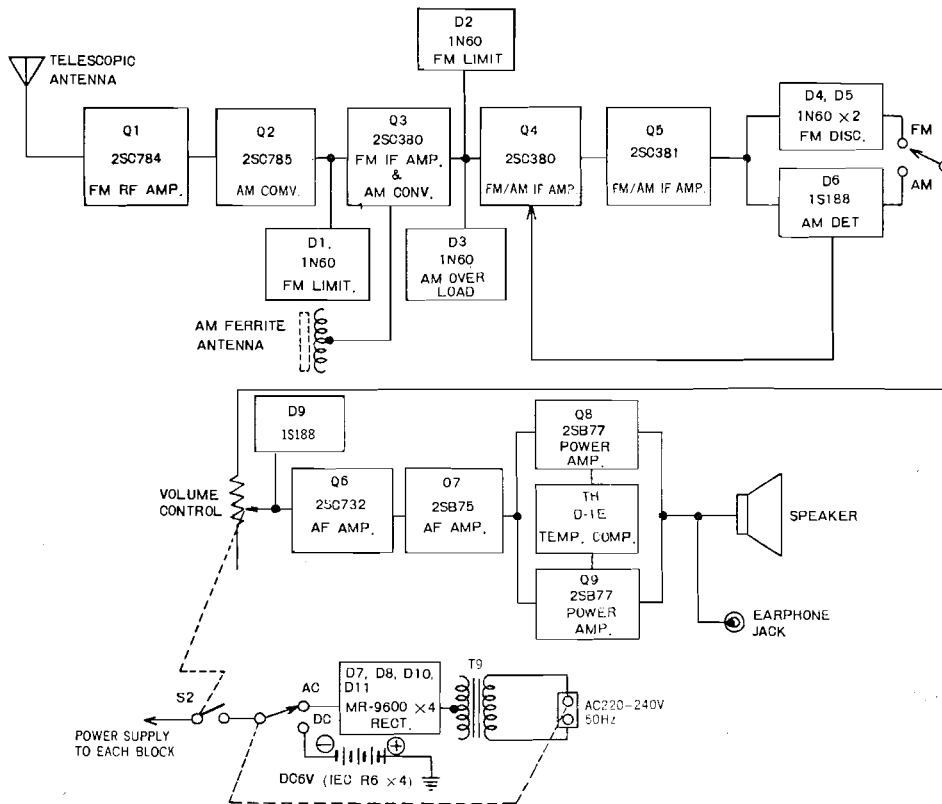 D2
1N60
FM LIMIT
TELESCOPIC
ANTENNA
Q1
2SC784
FM RF AMP.
Q2
2SC785
AM COMV.
Q3
2SC380
FM IF AMP.
&
AM CONV.
Q4
2SC380
FM/AM IF AMP.
Q5
2SC381
FM/AM IF AMP.
D4, D5
1N60 ×2
FM DISC.
FM
AM
D6
1S188
AM DET
D1,
1N60
FM LIMIT.
D3
1N60
AM OVER
LOAD
AM FERRITE
ANTENNA
D9
1S188
VOLUME
CONTROL
Q6
2SC732
AF AMP.
Q7
2SB75
AF AMP.
Q8
2SB77
POWER
AMP.
TH
D-1E
TEMP. COMP.
Q9
2SB77
POWER
AMP.
SPEAKER
EARPHONE
JACK
S2
AC
DC
D7, D8, D10,
D11
MR-9600 ×4
RECT.
T9
AC220-240V
50Hz
POWER SUPPLY
TO EACH BLOCK
− +
DC6V (IEC R6 ×4)